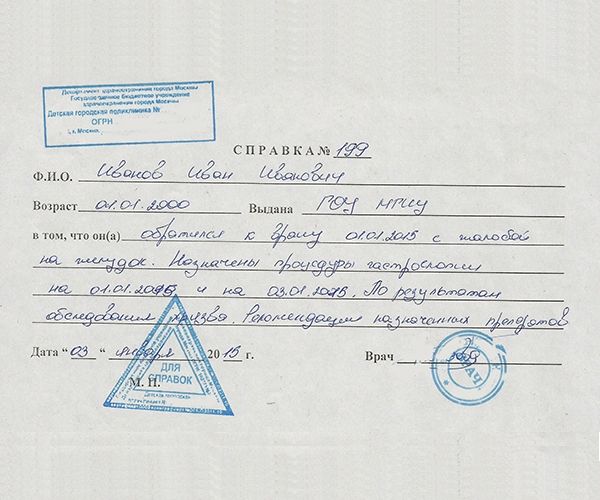 Департамент здравоохранения города Москвы
Государственное бюджетное учреждение
здравоохранения города Москвы
Детская городская поликлиника №
ОГРН
г. Москва,
СПРАВКА № 199
Ф.И.О. Иванов Иван Иванович
Возраст 01.01.2000 Выдана ГОУ
в том, что он(а) обратился к врачу 01.01.2015 с жалобой
на желудок. Назначены процедуры гастроскопии
на 01.01.2015, и на 03.01.2015. По результатам
обследования язва. Рекомендации назначенных препаратов
Дата “03” января 2015 г. Врач
М. П.
ДЛЯ
СПРАВОК
ВРАЧ